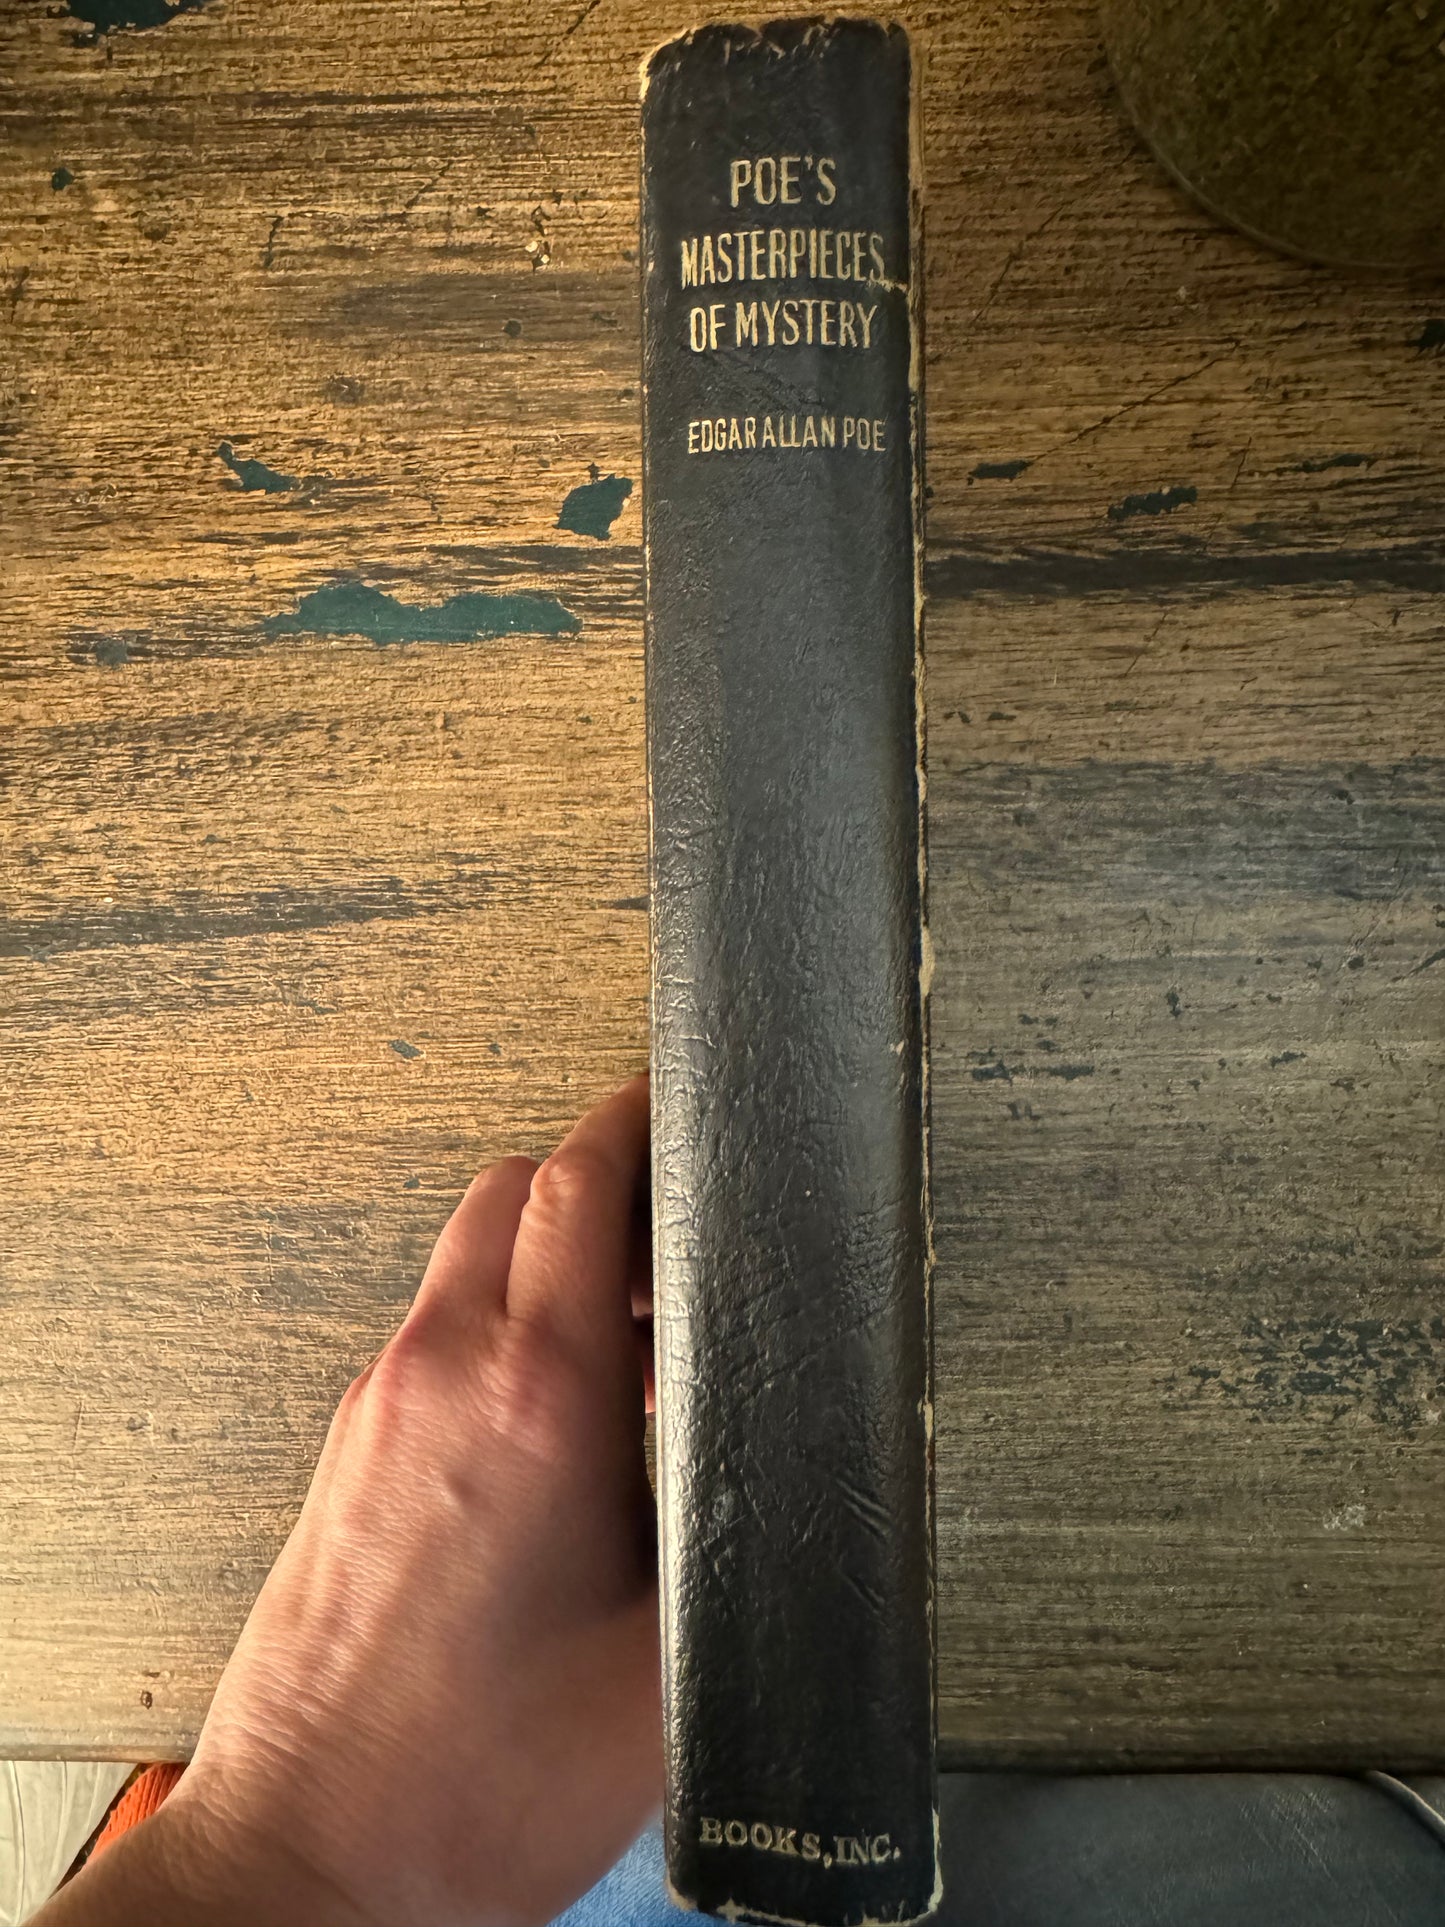 POE'S
MASTERPIECES
OF MYSTERY
EDGAR ALLAN POE
BOOKS, INC.